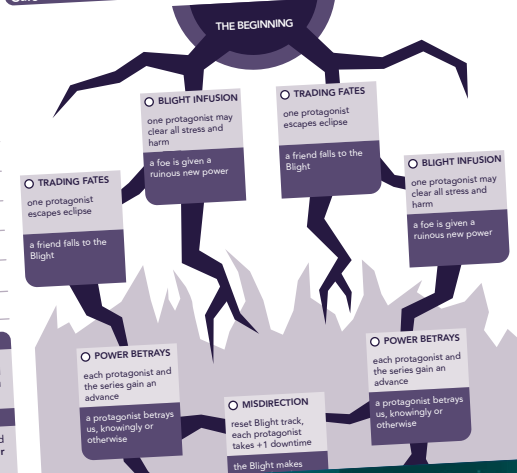 THE BEGINNING
BLIGHT INFUSION
one protagonist may
clear all stress and
harm
a foe is given a
ruinous new power
TRADING FATES
one protagonist
escapes eclipse
a friend falls to the
Blight
TRADING FATES
one protagonist
escapes eclipse
a friend falls to the
Blight
BLIGHT INFUSION
one protagonist may
clear all stress and
harm
a foe is given a
ruinous new power
POWER BETRAYS
each protagonist and
the series gain an
advance
a protagonist betrays
us, knowingly or
otherwise
MISDIRECTION
reset Blight track,
each protagonist
takes +1 downtime
the Blight makes
POWER BETRAYS
each protagonist and
the series gain an
advance
a protagonist betrays
us, knowingly or
otherwise